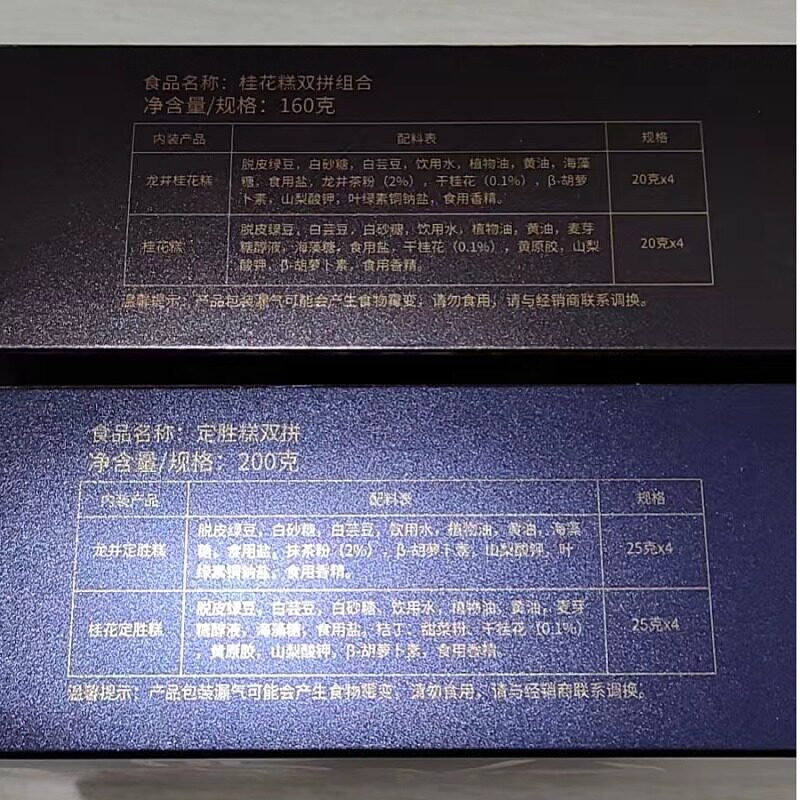 食品名称：桂花糕双拼组合
净含量/规格：160克
内装产品 配料表 规格
脱皮绿豆，白砂糖，白芸豆，饮用水，植物油，黄油，海藻
龙井桂花糕 糖，食用盐，龙井茶粉（2%），干桂花（0.1%），β-胡萝 20克x4
卜素，山梨酸钾，叶绿素铜钠盐，食用香精。
脱皮绿豆，白芸豆，白砂糖，饮用水，植物油，黄油，麦芽
桂花糕 糖醇液，海藻糖，食用盐，干桂花（0.1%），黄原胶，山梨 20克x4
酸钾，β-胡萝卜素，食用香精。
温馨提示：产品包装漏气可能会产生食物霉变，请勿食用，请与经销商联系调换。
食品名称：定胜糕双拼
净含量/规格：200克
内装产品 配料表 规格
脱皮绿豆，白砂糖，白芸豆，饮用水，植物油，黄油，海藻
龙井定胜糕 糖，食用盐，抹茶粉（2%），β-胡萝卜素，山梨酸钾，叶 25克x4
绿素铜钠盐，食用香精。
脱皮绿豆，白芸豆，白砂糖，饮用水，植物油，黄油，麦芽
桂花定胜糕 糖醇液，海藻糖，食用盐，桔丁，甜菜粉，干桂花（0.1%） 25克x4
，黄原胶，山梨酸钾，β-胡萝卜素，食用香精。
温馨提示：产品包装漏气可能会产生食物霉变，请勿食用，请与经销商联系调换。